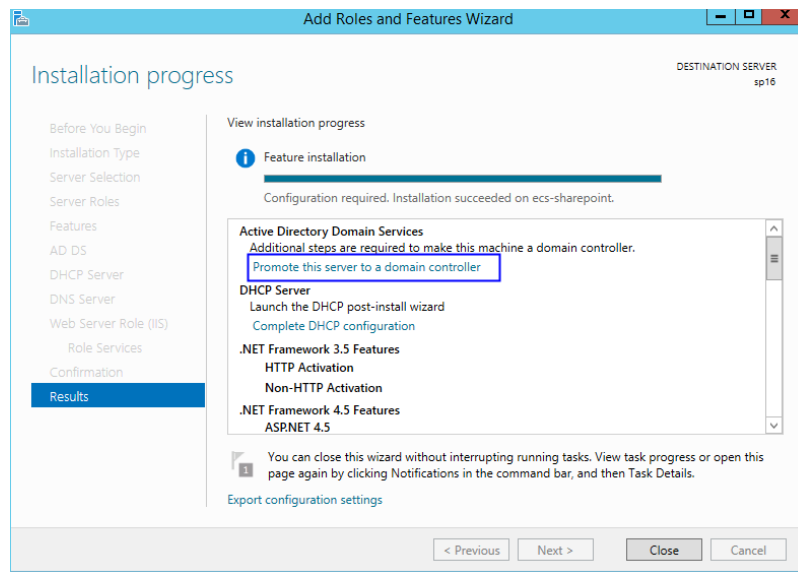 Add Roles and Features Wizard
Installation progress
DESTINATION SERVER
sp16
Before You Begin
Installation Type
Server Selection
Server Roles
Features
AD DS
DHCP Server
DNS Server
Web Server Role (IIS)
Role Services
Confirmation
Results
View installation progress
Feature installation
Configuration required. Installation succeeded on ecs-sharepoint.
Active Directory Domain Services
Additional steps are required to make this machine a domain controller.
Promote this server to a domain controller
DHCP Server
Launch the DHCP post-install wizard
Complete DHCP configuration
.NET Framework 3.5 Features
HTTP Activation
Non-HTTP Activation
.NET Framework 4.5 Features
ASP.NET 4.5
1
You can close this wizard without interrupting running tasks. View task progress or open this
page again by clicking Notifications in the command bar, and then Task Details.
Export configuration settings
< Previous
Next >
Close
Cancel